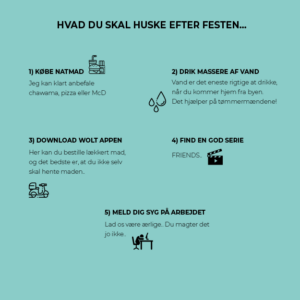 HVAD DU SKAL HUSKE EFTER FESTEN...
1) KØBE NATMAD
Jeg kan klart anbefale
chawarma, pizza eller McD
2) DRIK MASSERE AF VAND
Vand er det eneste rigtige at drikke,
når du kommer hjem fra byen.
Det hjælper på tømmermændene!
3) DOWNLOAD WOLT APPEN
Her kan du bestille lækkert mad,
og det bedste er, at du ikke selv
skal hente maden.
4) FIND EN GOD SERIE
FRIENDS.
5) MELD DIG SYG PÅ ARBEJDET
Lad os være ærlige . Du magter det
jo ikke.